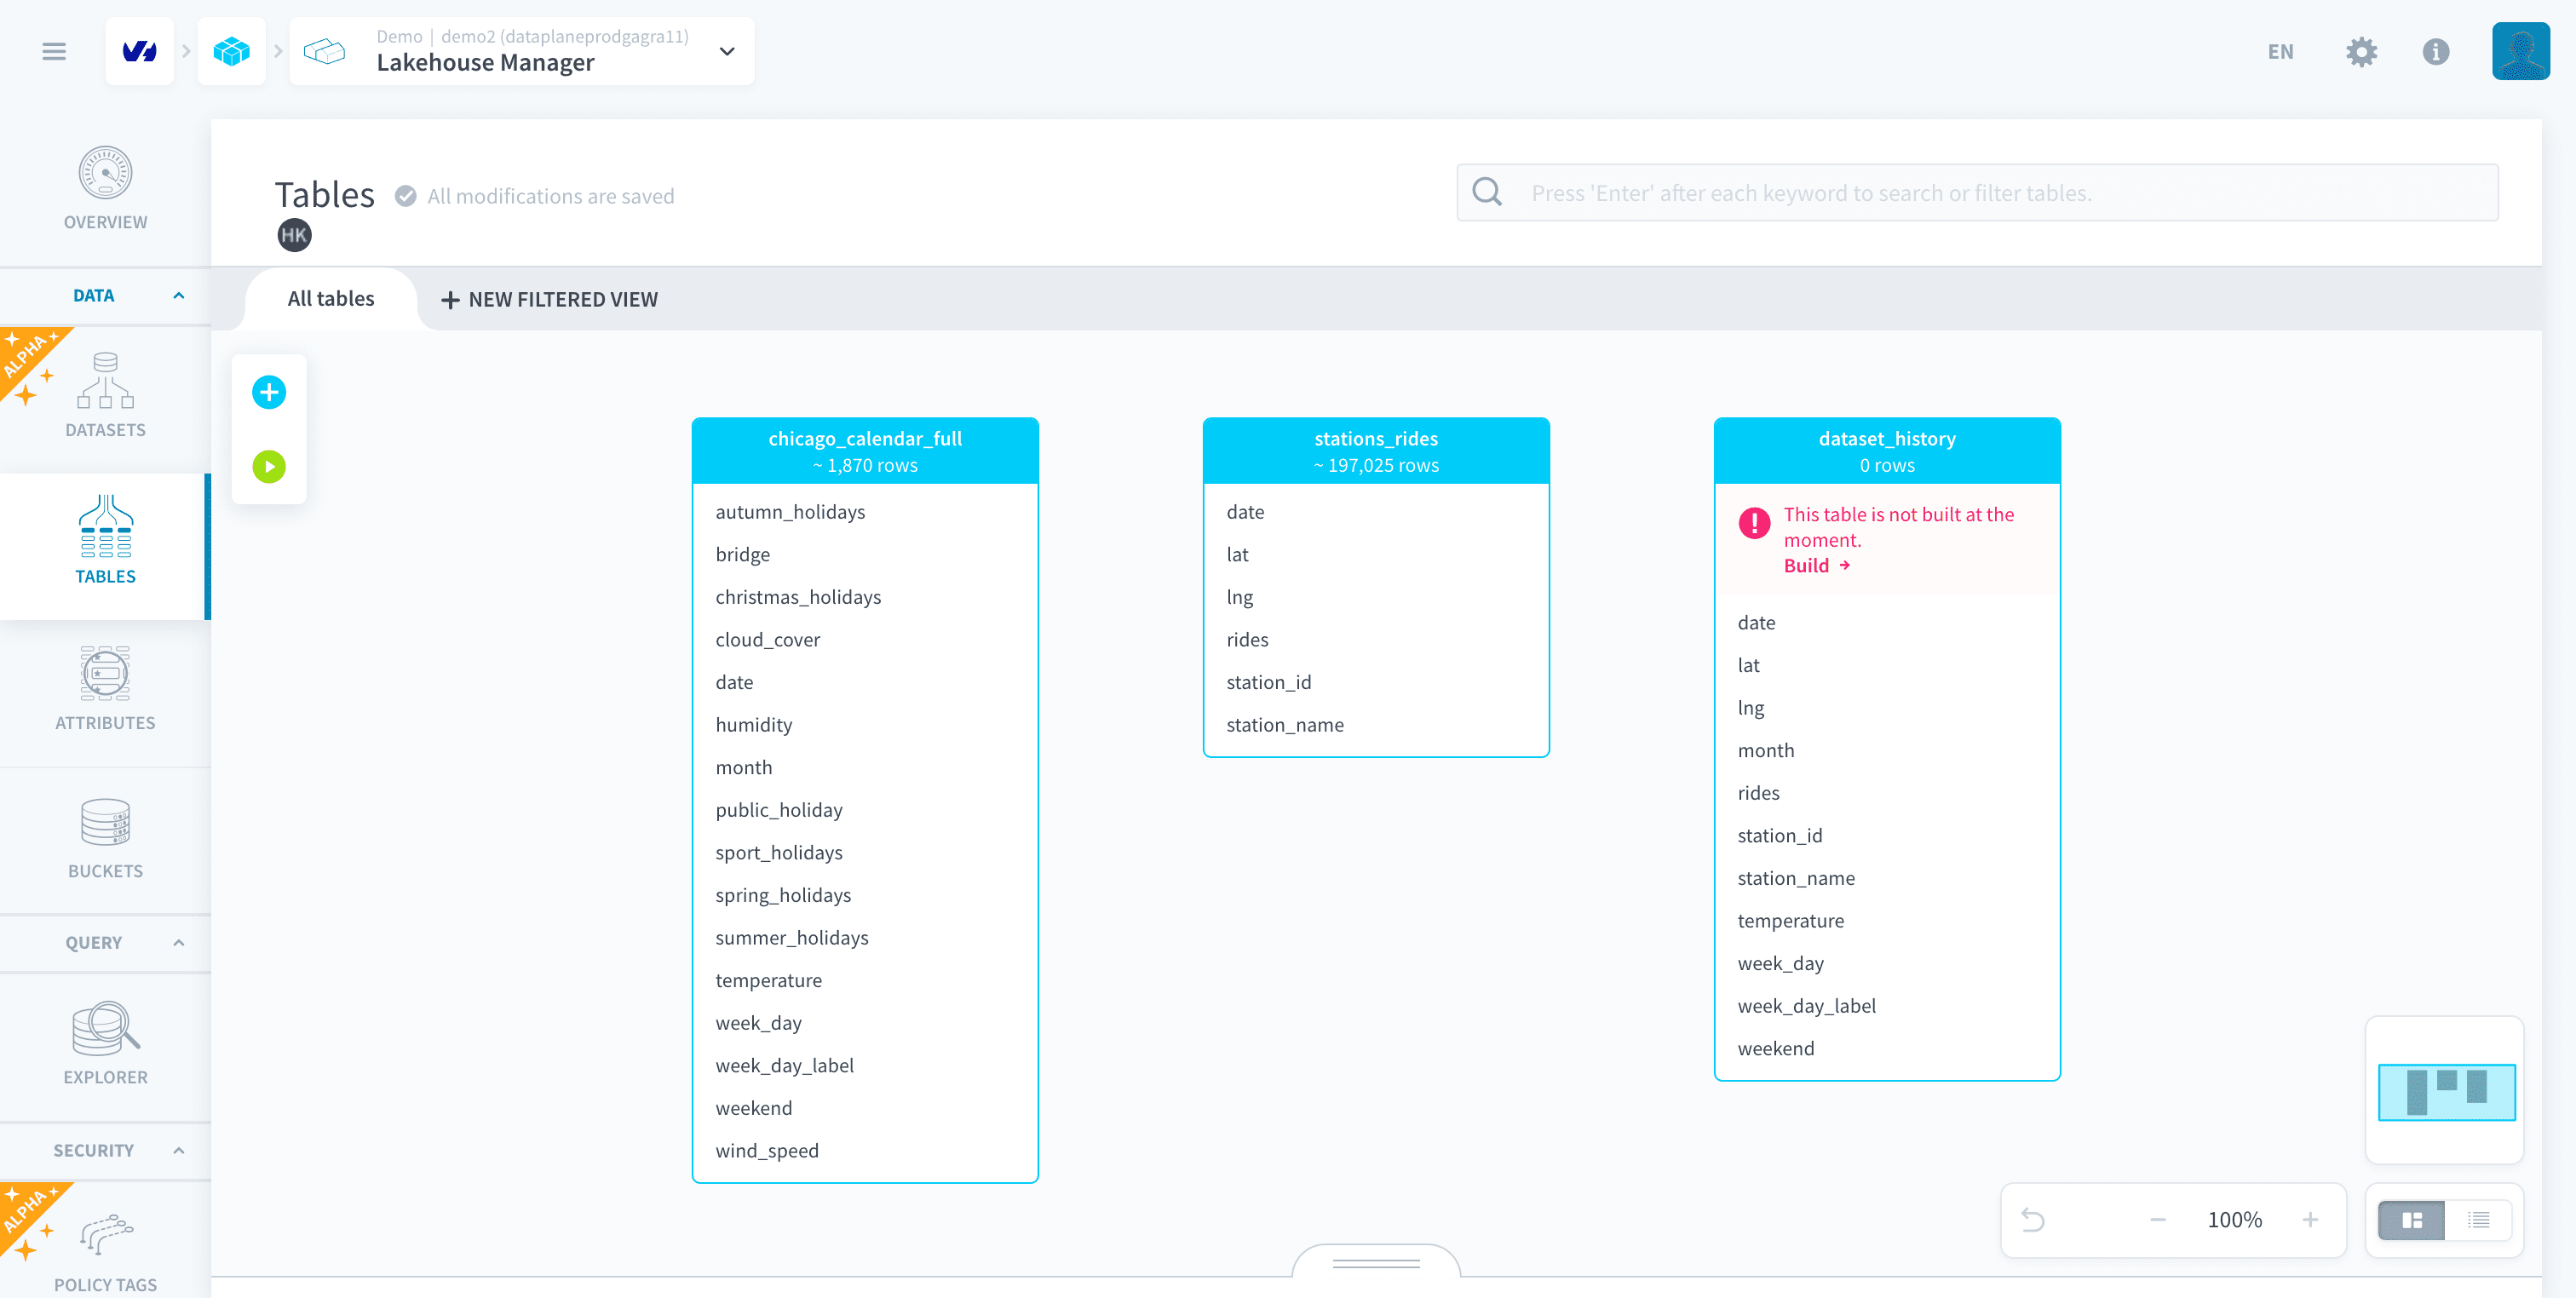 Demo | demo2 (dataplaneprodgagra11)
Lakehouse Manager
EN
OVERVIEW
DATA
ALPHA
DATASETS
TABLES
ATTRIBUTES
BUCKETS
QUERY
EXPLORER
SECURITY
ALPHA
POLICY TAGS
Tables
All modifications are saved
HK
Press 'Enter' after each keyword to search or filter tables.
All tables
NEW FILTERED VIEW
chicago_calendar_full
~ 1,870 rows
autumn_holidays
bridge
christmas_holidays
cloud_cover
date
humidity
month
public_holiday
sport_holidays
spring_holidays
summer_holidays
temperature
week_day
week_day_label
weekend
wind_speed
stations_rides
~ 197,025 rows
date
lat
lng
rides
station_id
station_name
dataset_history
0 rows
This table is not built at the
moment.
Build →
date
lat
lng
month
rides
station_id
station_name
temperature
week_day
week_day_label
weekend
100%